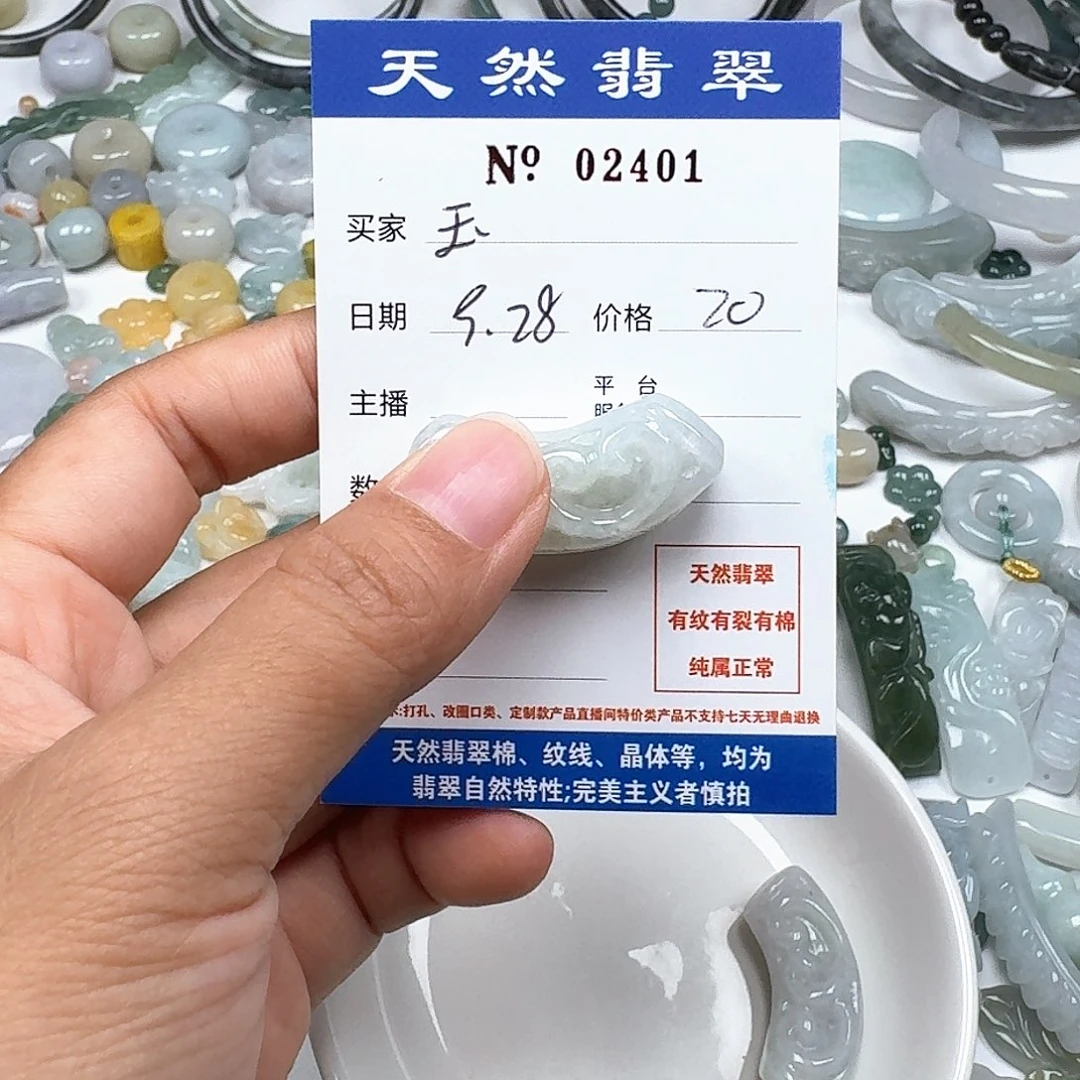 天然翡翠
Nº 02401
买家 玉
日期 9.28 价格 20
主播 平台
数
天然翡翠
有纹有裂有棉
纯属正常
:打孔、改圈口类、定制款产品直播间特价类产品不支持七天无理由退换
天然翡翠棉、纹线、晶体等，均为
翡翠自然特性;完美主义者慎拍